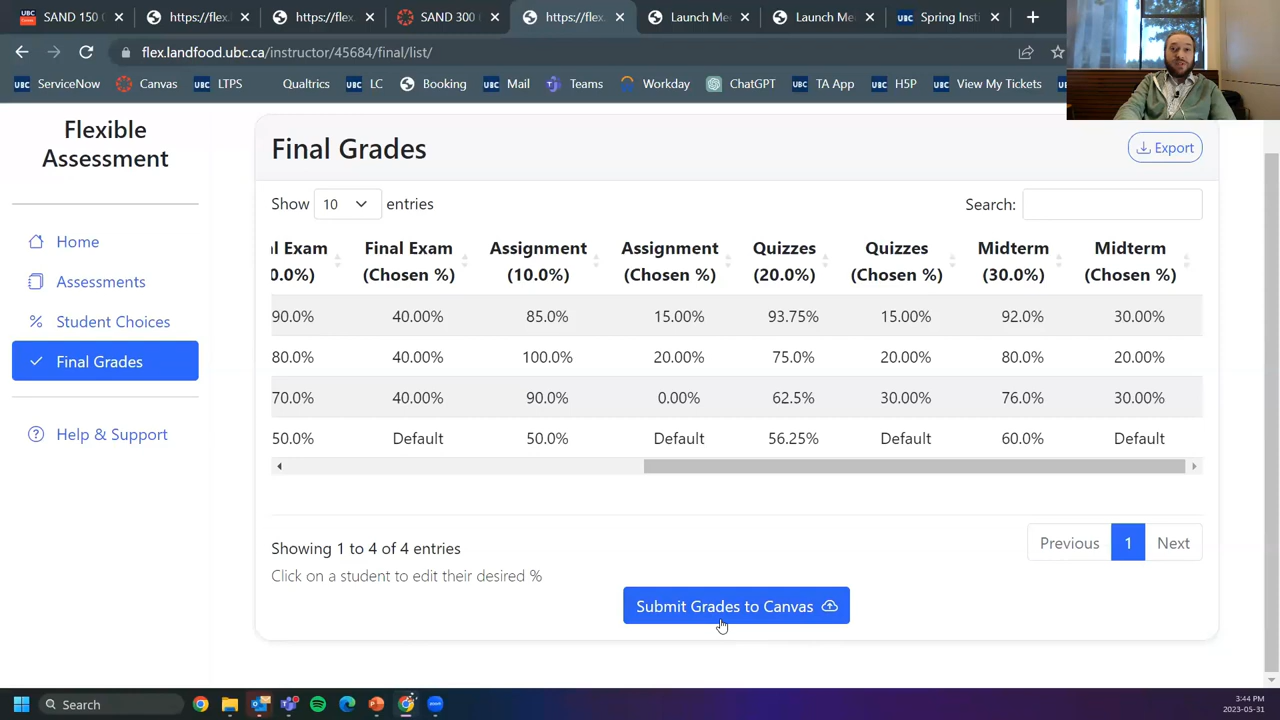 SAND 150 C
https://flex.
https://flex.
SAND 300
https://flex.
Launch Me
Launch Me
Spring Insti
flex.landfood.ubc.ca/instructor/45684/final/list/
ServiceNow
Canvas
LTPS
Qualtrics
LC
Booking
Mail
Teams
Workday
ChatGPT
TA App
H5P
View My Tickets
Flexible
Assessment
Home
Assessments
Student Choices
Final Grades
Help & Support
Final Grades
Export
Show 10 entries
Search:
l Exam Final Exam Assignment Assignment Quizzes Quizzes Midterm Midterm
0.0%) (Chosen %) (10.0%) (Chosen %) (20.0%) (Chosen %) (30.0%) (Chosen %)
90.0% 40.00% 85.0% 15.00% 93.75% 15.00% 92.0% 30.00%
80.0% 40.00% 100.0% 20.00% 75.0% 20.00% 80.0% 20.00%
70.0% 40.00% 90.0% 0.00% 62.5% 30.00% 76.0% 30.00%
50.0% Default 50.0% Default 56.25% Default 60.0% Default
Showing 1 to 4 of 4 entries
Previous 1 Next
Click on a student to edit their desired %
Submit Grades to Canvas
Search
3:44 PM
2023-05-31